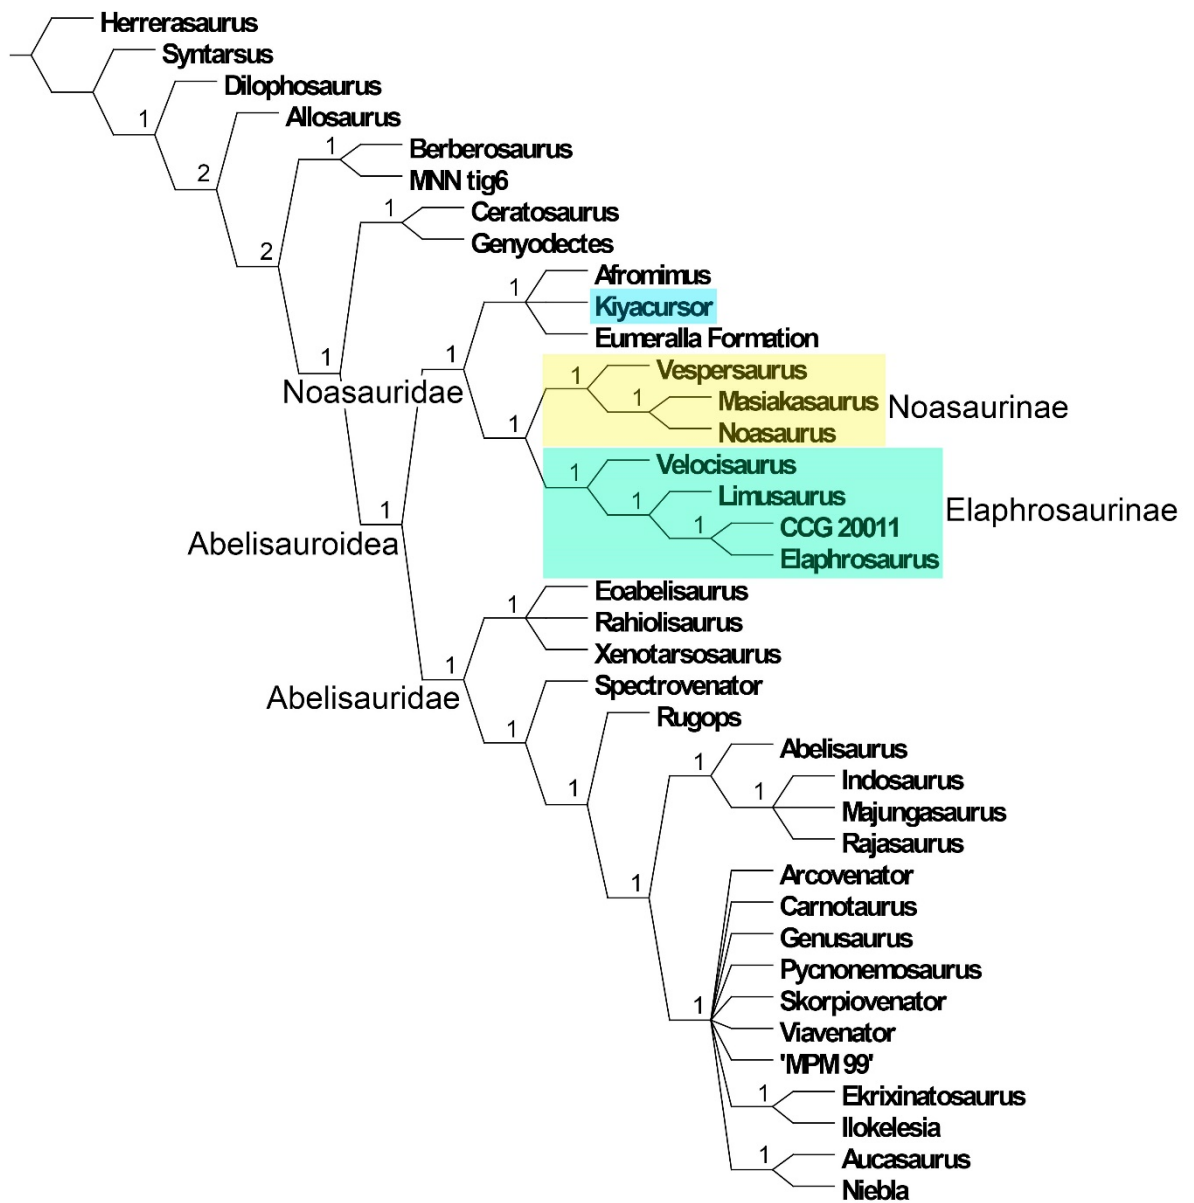 Herrerasaurus
Syntarsus
Dilophosaurus
1
Allosaurus
1
Berberosaurus
2
MNN tig6
1
Ceratosaurus
2
Genyodectes
Afromimus
1
Kiyacursor
Eumeralla Formation
1
1
Noasauridae
1
Vespersaurus
1
Masiakasaurus
Noasaurinae
1
Noasaurus
1
Velocisaurus
1
Limusaurus
Elaphrosaurinae
1
1
CCG 20011
Abelisauroidea
Elaphrosaurus
1
Eoabelisaurus
Rahiolisaurus
1
Xenotarsosaurus
Abelisauridae
Spectrovenator
1
Rugops
1
1
Abelisaurus
1
Indosaurus
Majungasaurus
Rajasaurus
1
Arcovenator
Carnotaurus
Genusaurus
Pycnonemosaurus
1
Skorpiovenator
Viavenator
'MPM 99'
1
Ekrixinatosaurus
Ilokelesia
1
Aucasaurus
Niebla